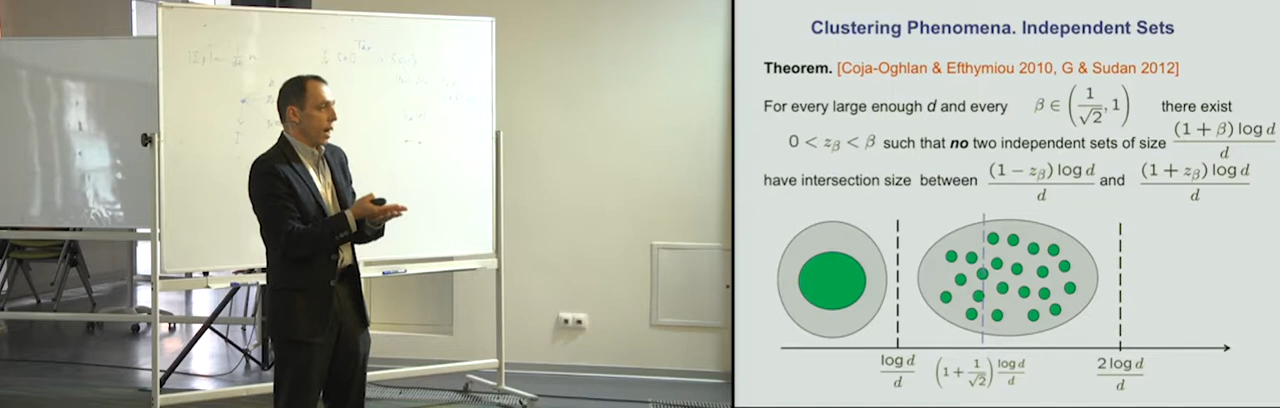 Clustering Phenomena. Independent Sets
Theorem. [Coja-Oghlan & Efthymiou 2010, G & Sudan 2012]
For every large enough d and every β ∈ (1/√2, 1) there exist
0 < z_β < β such that no two independent sets of size (1 + β) log d / d
have intersection size between (1 − z_β) log d / d and (1 + z_β) log d / d
log d / d (1 + 1/√2) log d / d 2 log d / d